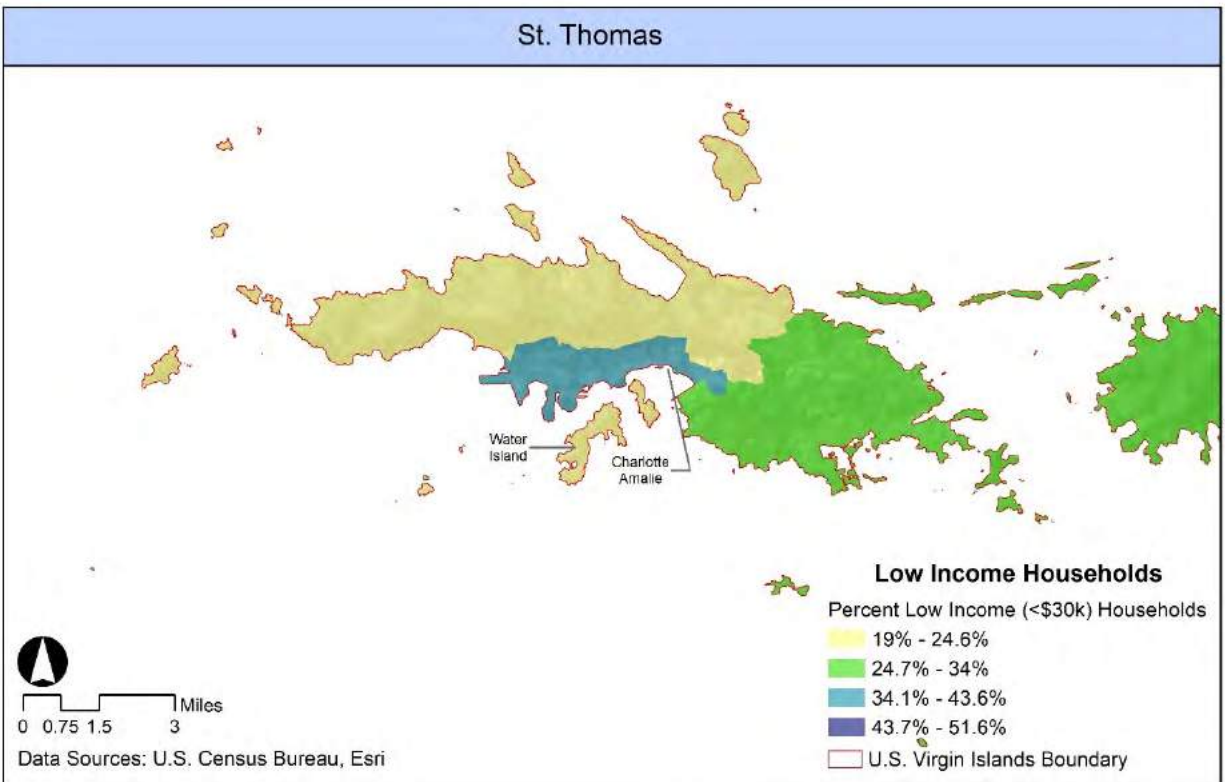 St. Thomas
Water
Island
Charlotte
Amalie
Low Income Households
Percent Low Income (<$30k) Households
19% - 24.6%
24.7% - 34%
34.1% - 43.6%
43.7% - 51.6%
U.S. Virgin Islands Boundary
Miles
0 0.75 1.5 3
Data Sources: U.S. Census Bureau, Esri